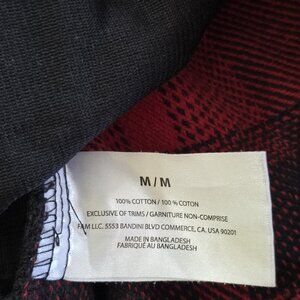 M / M
100% COTTON / 100 % COTON
EXCLUSIVE OF TRIMS / GARNITURE NON-COMPRISE
FAM LLC. 5553 BANDINI BLVD COMMERCE, CA. USA 90201
MADE IN BANGLADESH
FABRIQUÉ AU BANGLADESH